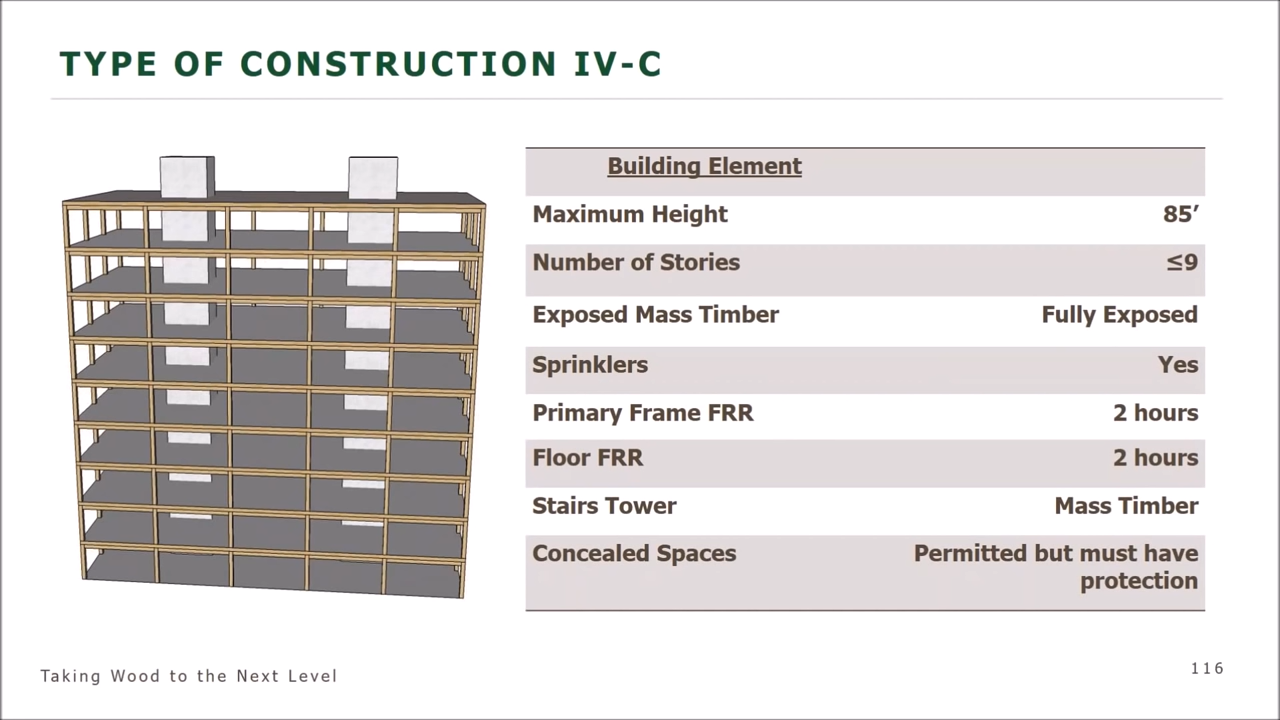 TYPE OF CONSTRUCTION IV-C
Building Element
Maximum Height 85′
Number of Stories ≤9
Exposed Mass Timber Fully Exposed
Sprinklers Yes
Primary Frame FRR 2 hours
Floor FRR 2 hours
Stairs Tower Mass Timber
Concealed Spaces Permitted but must have
protection
Taking Wood to the Next Level
116